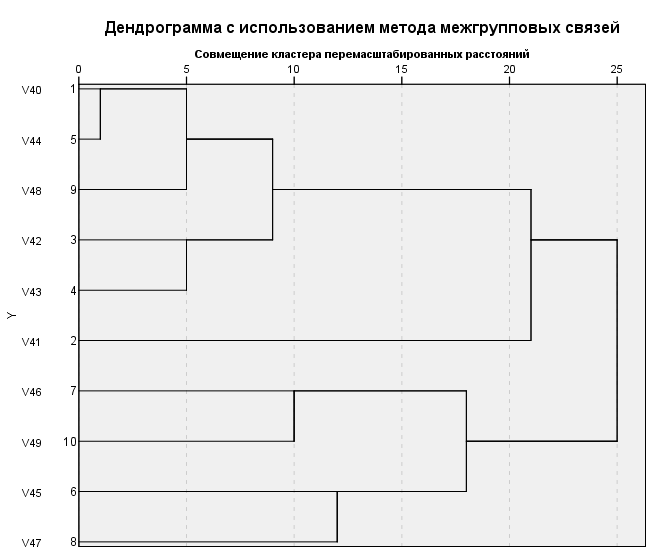 Дендрограмма с использованием метода межгрупповых связей
Совмещение кластера перемасштабированных расстояний
0 5 10 15 20 25
V40 1
V44 5
V48 9
V42 3
V43 4
Y
V41 2
V46 7
V49 10
V45 6
V47 8